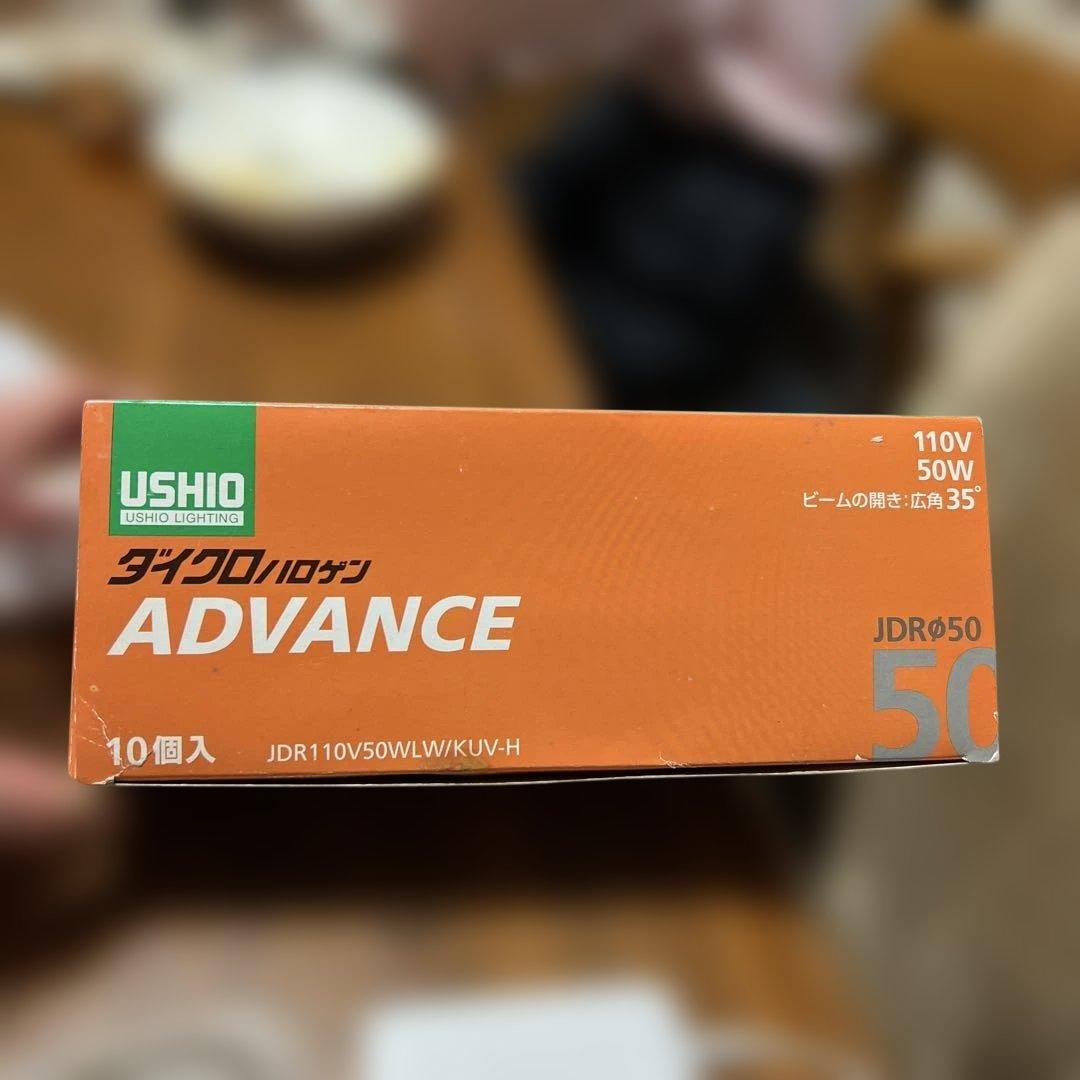 USHIO
USHIO LIGHTING
110V
50W
ビームの開き:広角35°
ダイクロハロゲン
ADVANCE
JDRφ50
50
10個入
JDR110V50WLW/KUV-H